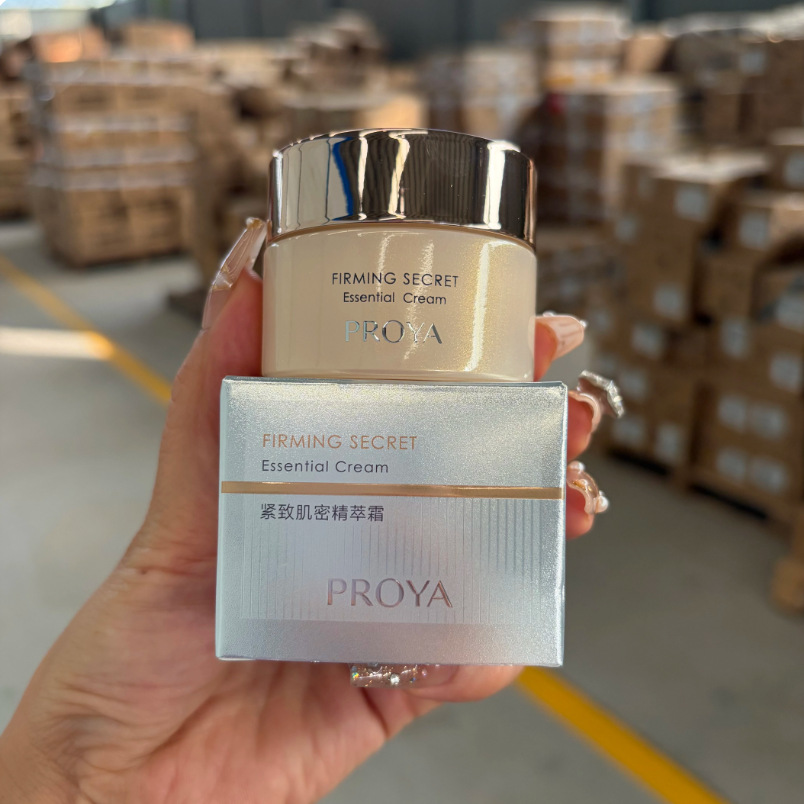 FIRMING SECRET
Essential Cream
PROYA
FIRMING SECRET
Essential Cream
紧致肌密精萃霜
PROYA